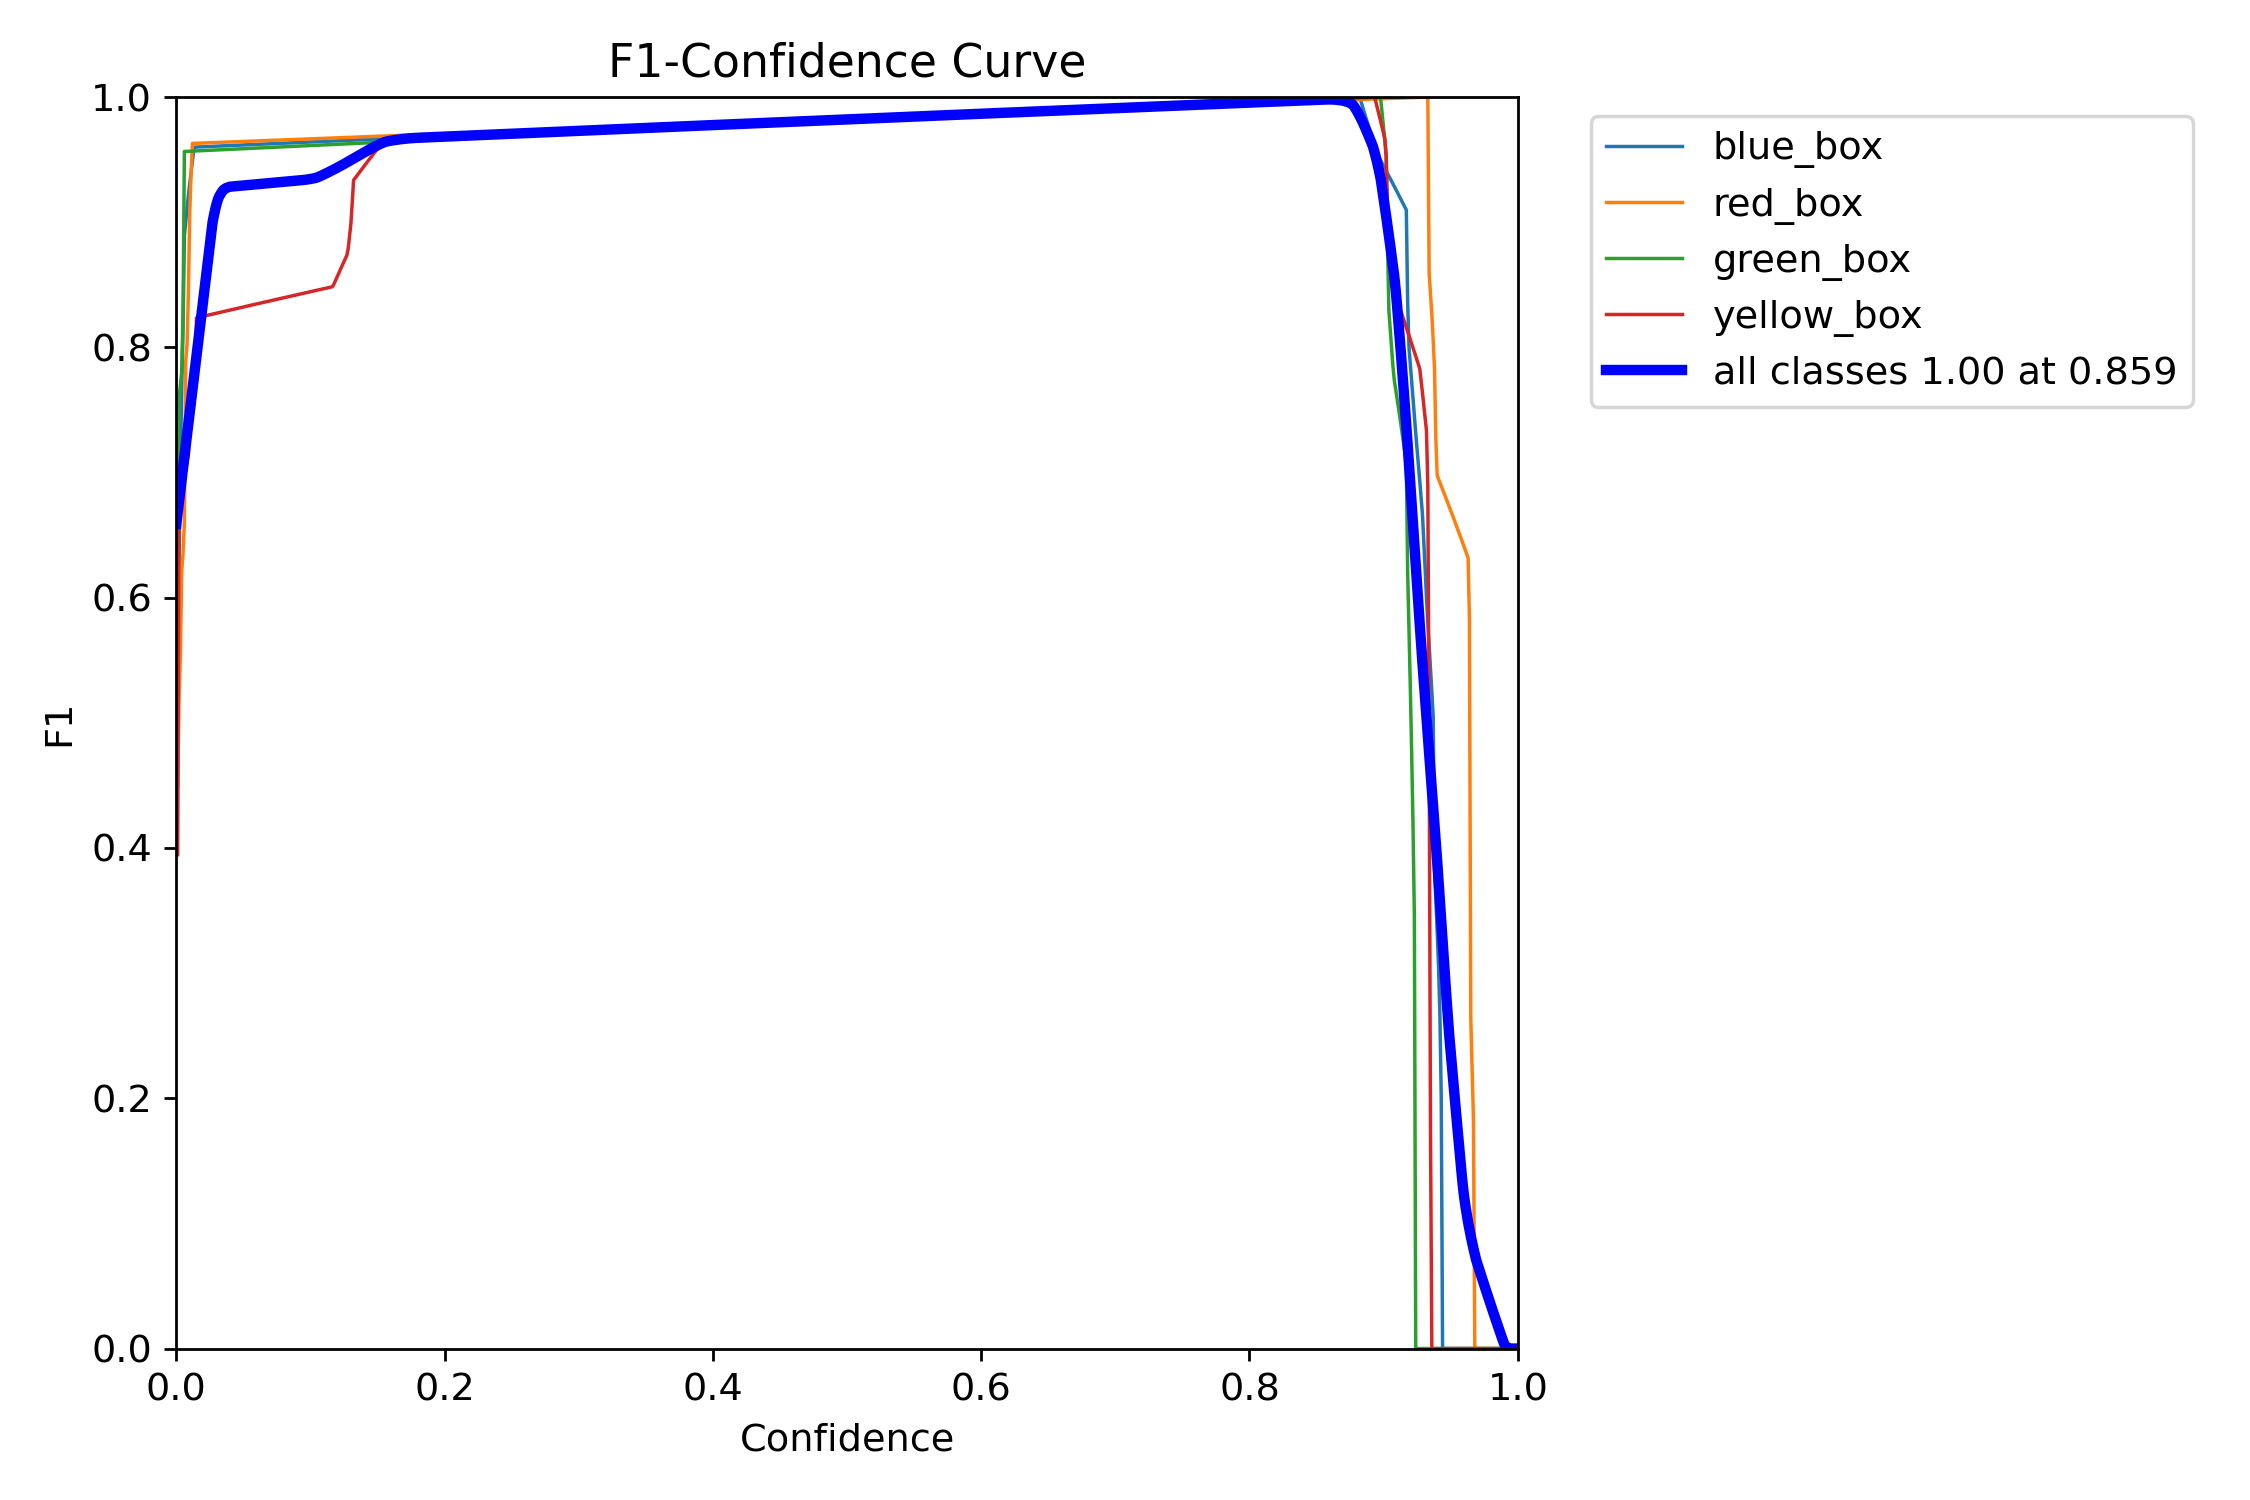 F1-Confidence Curve
1.0
0.8
0.6
0.4
0.2
0.0
F1
0.0 0.2 0.4 0.6 0.8 1.0
Confidence
blue_box
red_box
green_box
yellow_box
all classes 1.00 at 0.859